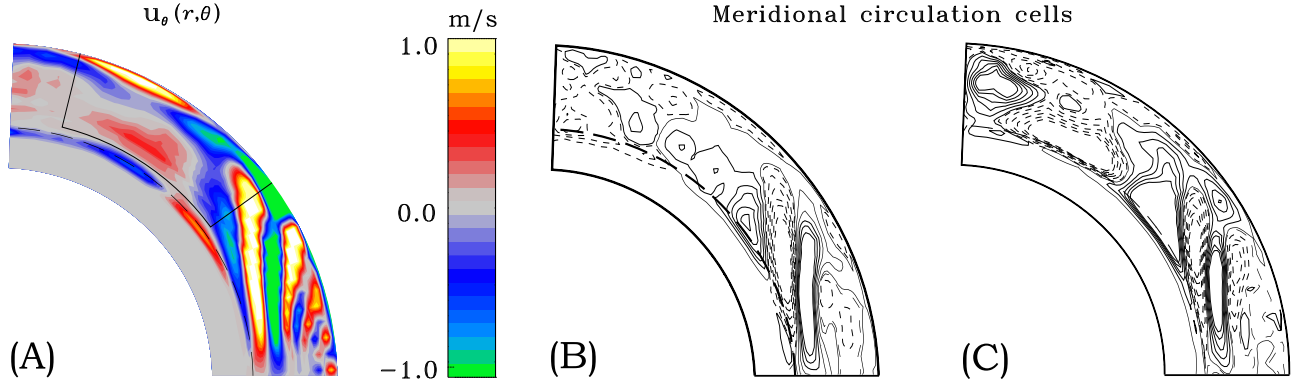 u_θ (r,θ)
m/s
Meridional circulation cells
1.0
0.0
-1.0
(A)
(B)
(C)